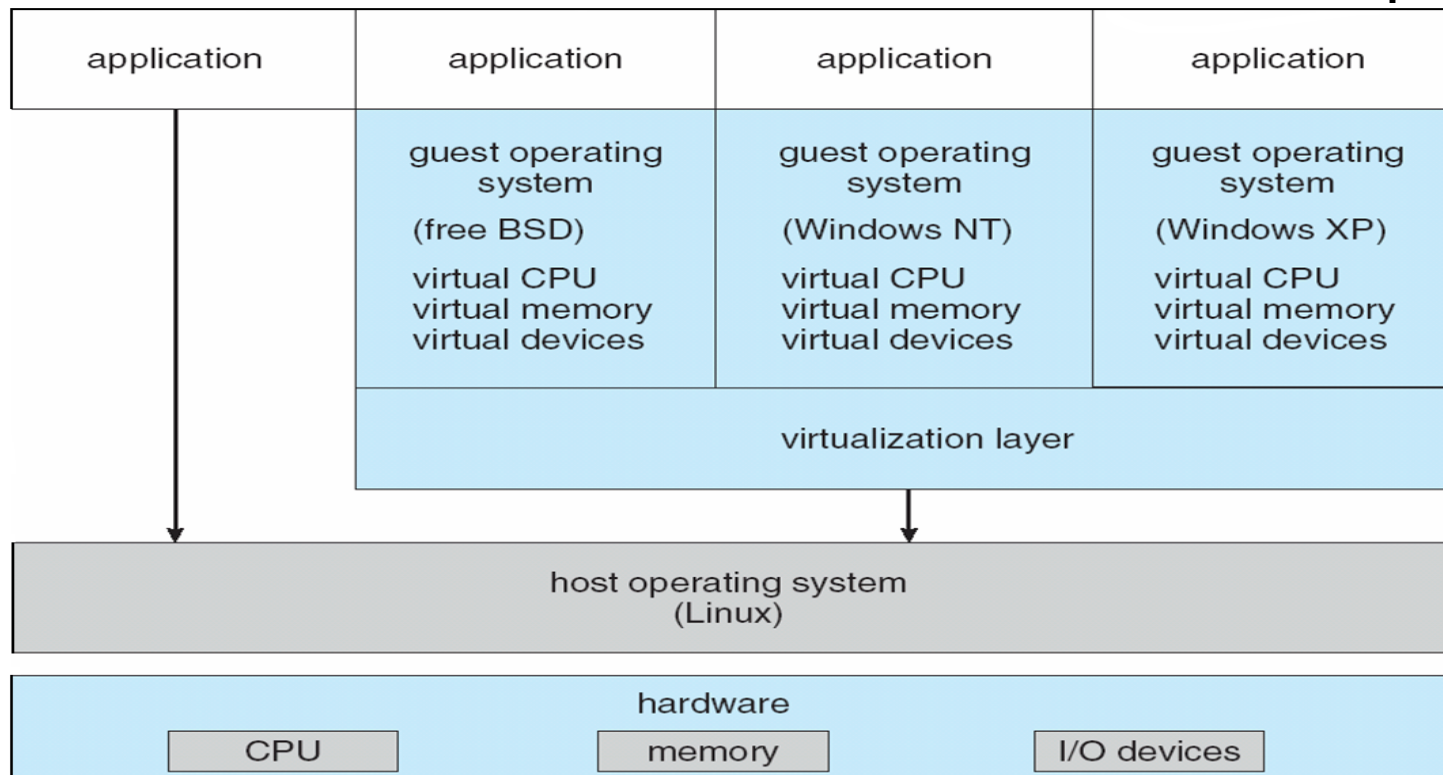 application
application
application
application
guest operating
system
(free BSD)
virtual CPU
virtual memory
virtual devices
guest operating
system
(Windows NT)
virtual CPU
virtual memory
virtual devices
guest operating
system
(Windows XP)
virtual CPU
virtual memory
virtual devices
virtualization layer
host operating system
(Linux)
hardware
CPU
memory
I/O devices